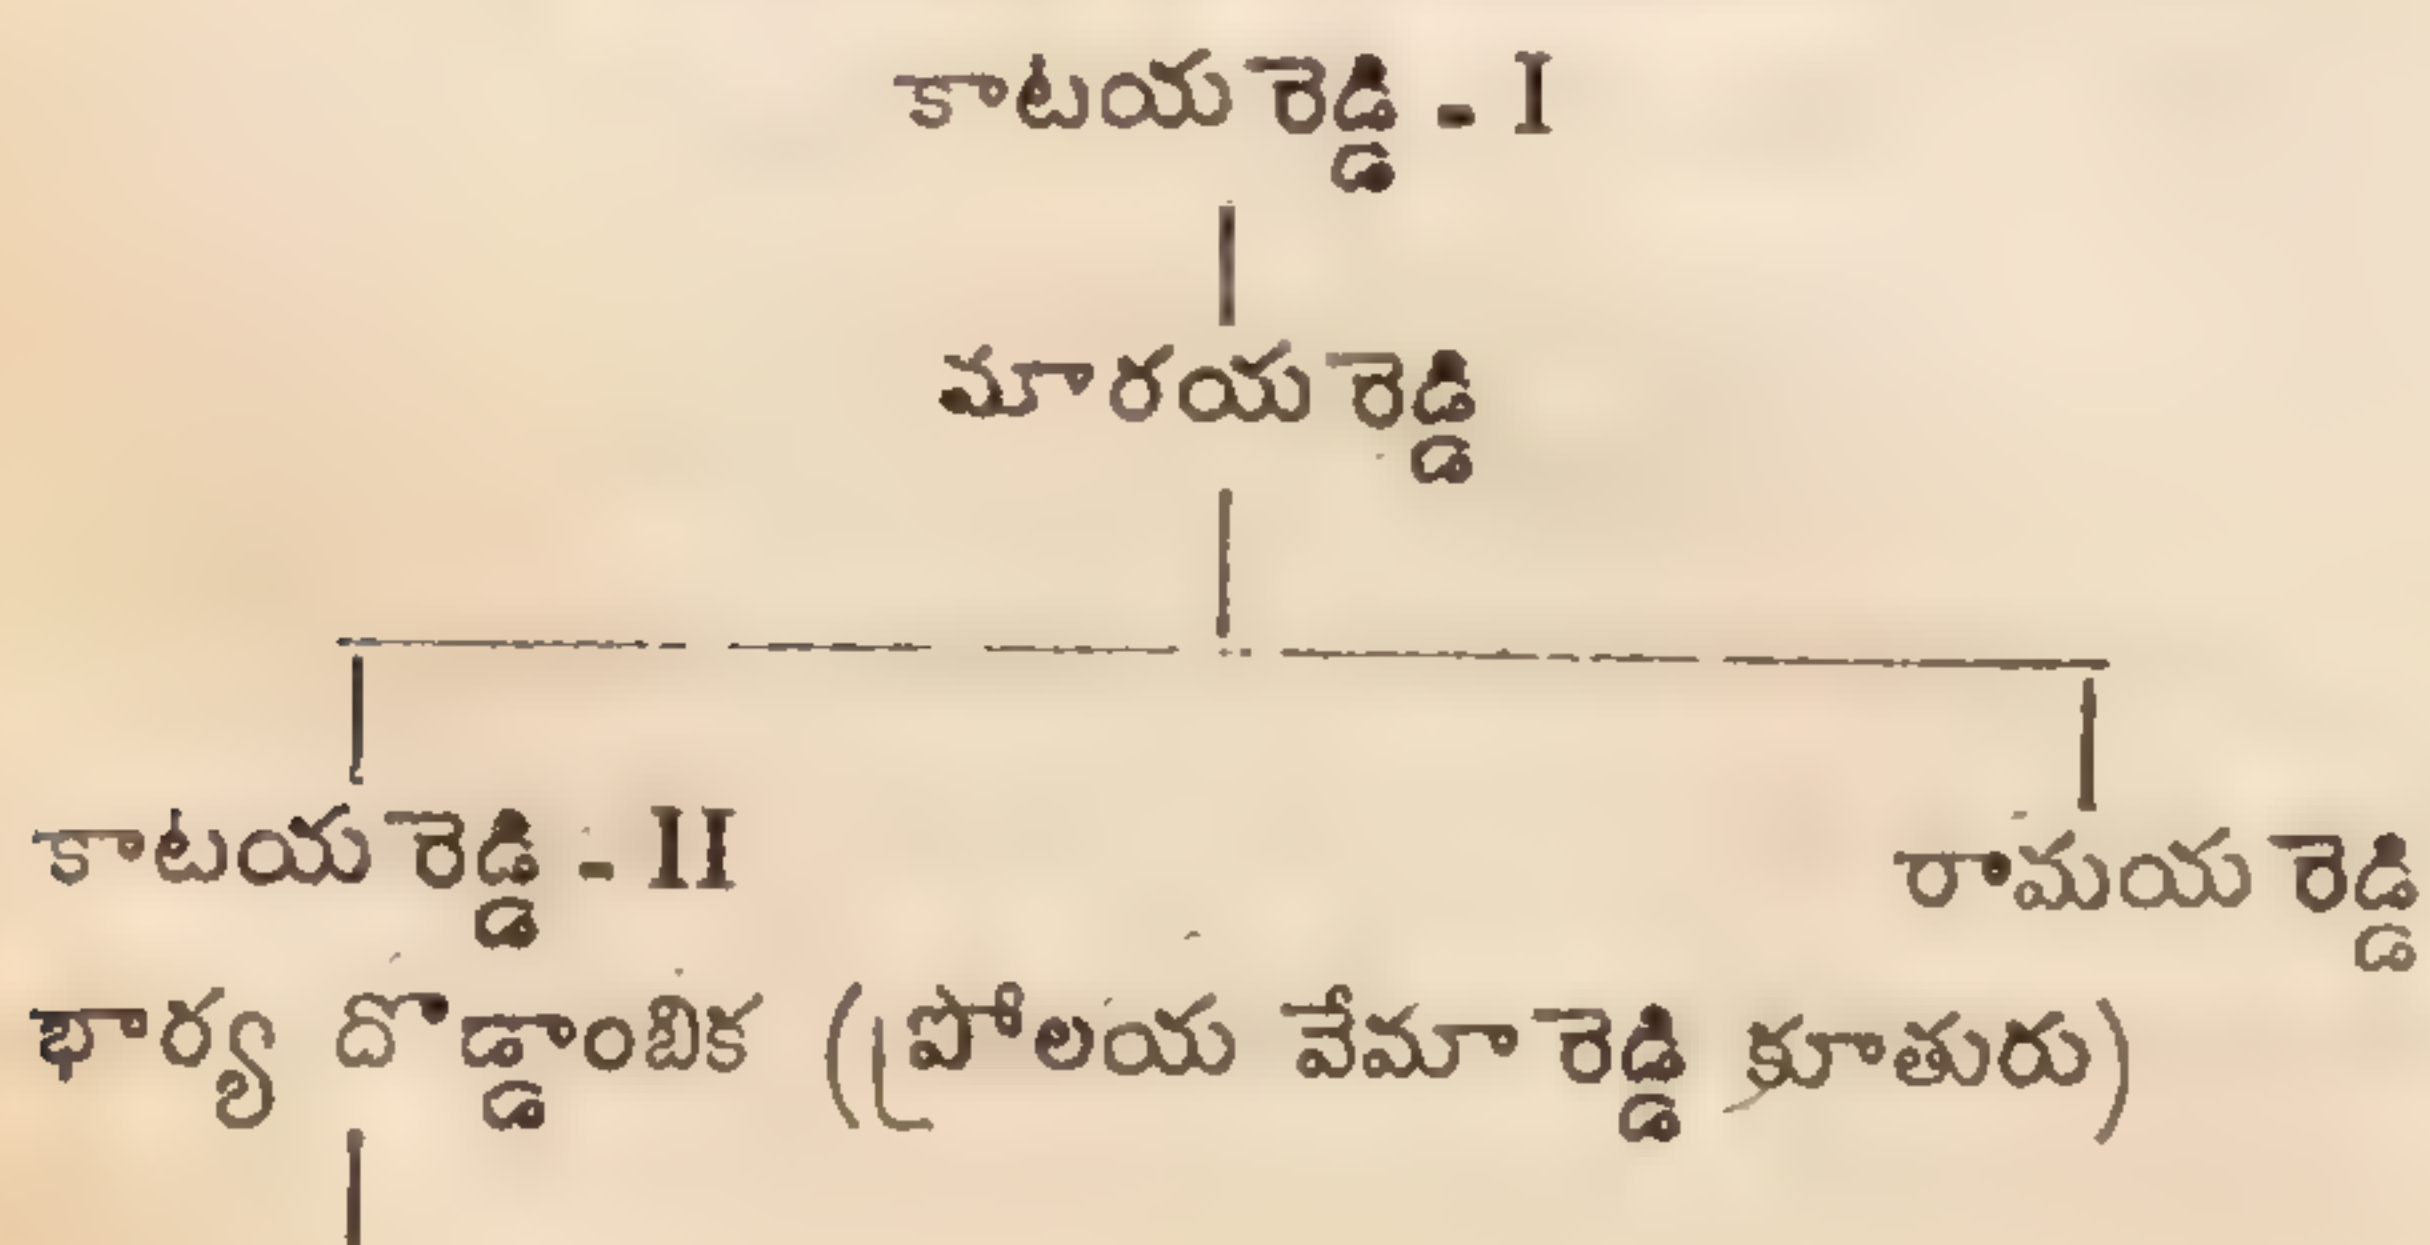 కాటయ రెడ్డి - I
మారయ రెడ్డి
కాటయ రెడ్డి - II రామయ రెడ్డి
భార్య దొడ్డాంబిక (ప్రోలయ వేమారెడ్డి కూతురు)